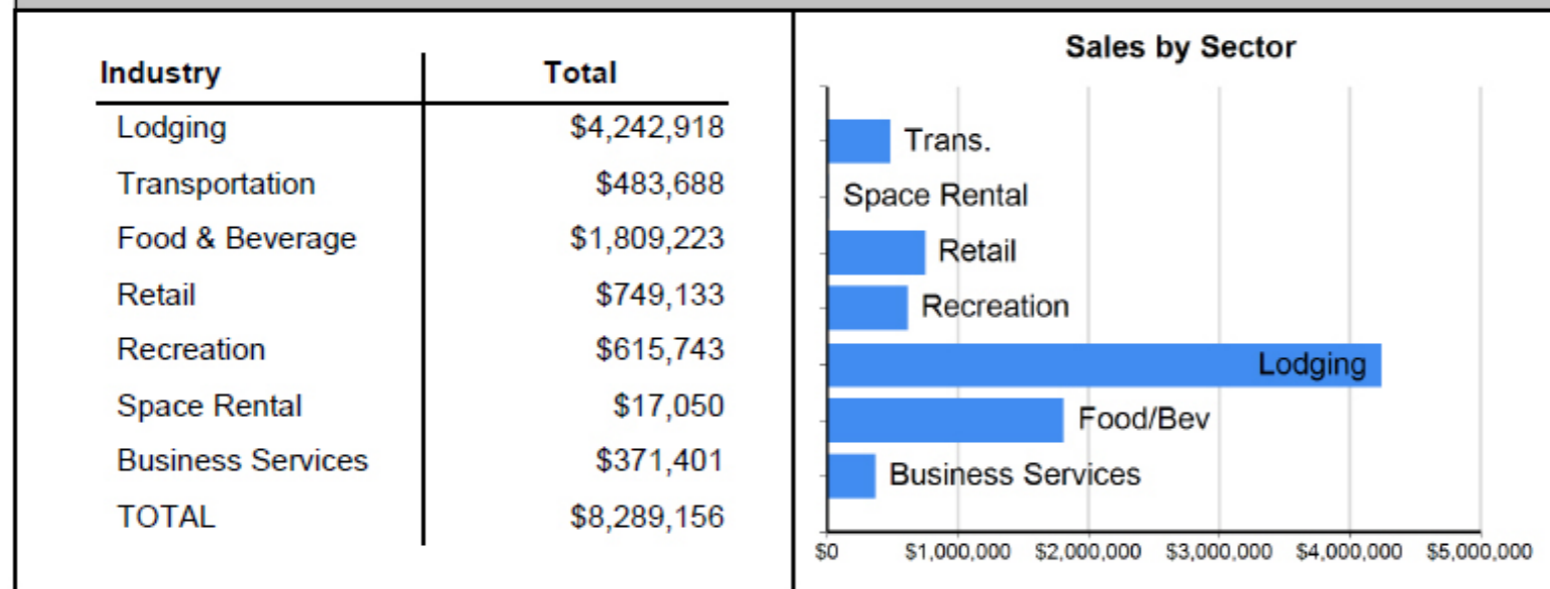 Industry Total
Lodging $4,242,918
Transportation $483,688
Food & Beverage $1,809,223
Retail $749,133
Recreation $615,743
Space Rental $17,050
Business Services $371,401
TOTAL $8,289,156
Sales by Sector
Trans.
Space Rental
Retail
Recreation
Lodging
Food/Bev
Business Services
$0 $1,000,000 $2,000,000 $3,000,000 $4,000,000 $5,000,000